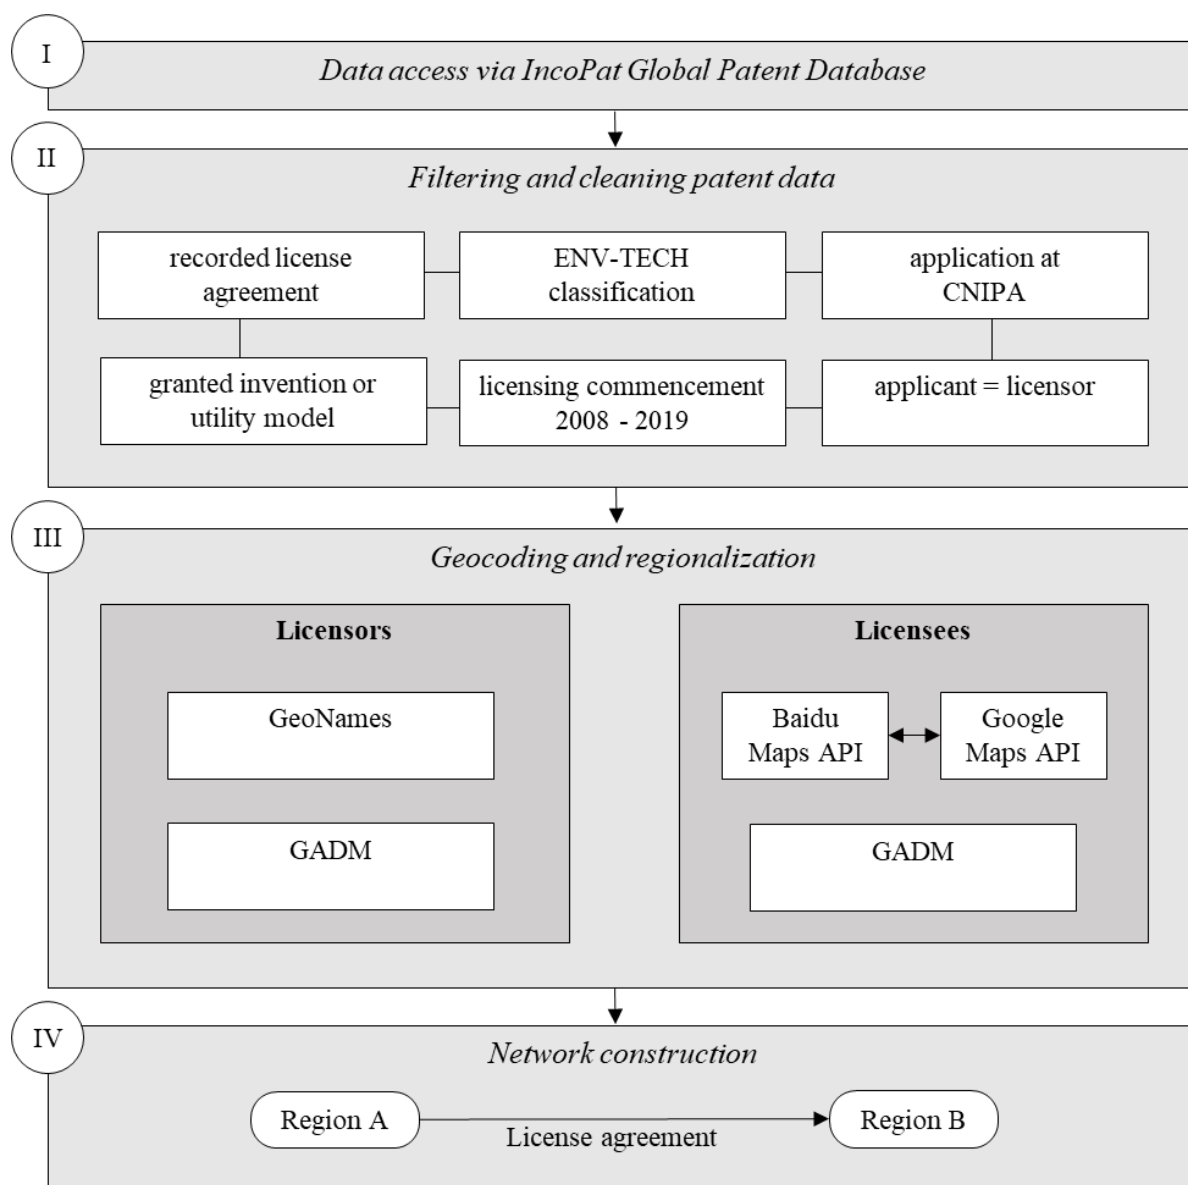 I
Data access via IncoPat Global Patent Database
II
Filtering and cleaning patent data
recorded license
agreement
ENV-TECH
classification
application at
CNIPA
granted invention or
utility model
licensing commencement
2008 - 2019
applicant = licensor
III
Geocoding and regionalization
Licensors
GeoNames
GADM
Licensees
Baidu
Maps API
Google
Maps API
GADM
IV
Network construction
Region A
License agreement
Region B